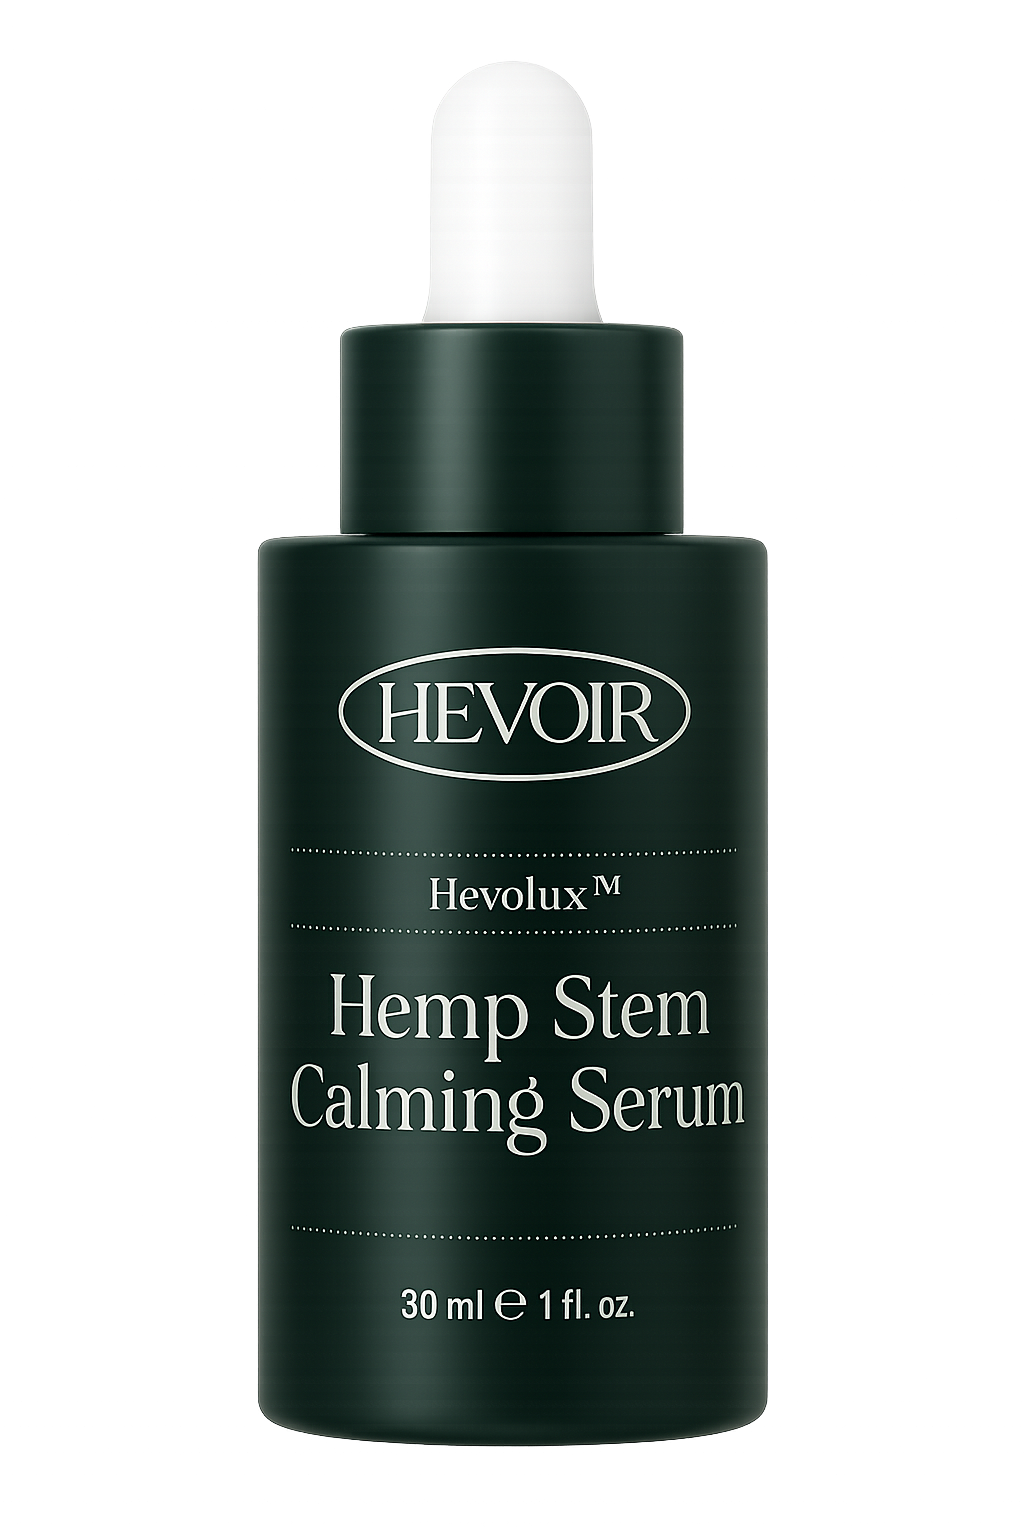 HEVOIR
Hevolux™
Hemp Stem
Calming Serum
30 ml ℮ 1 fl. oz.